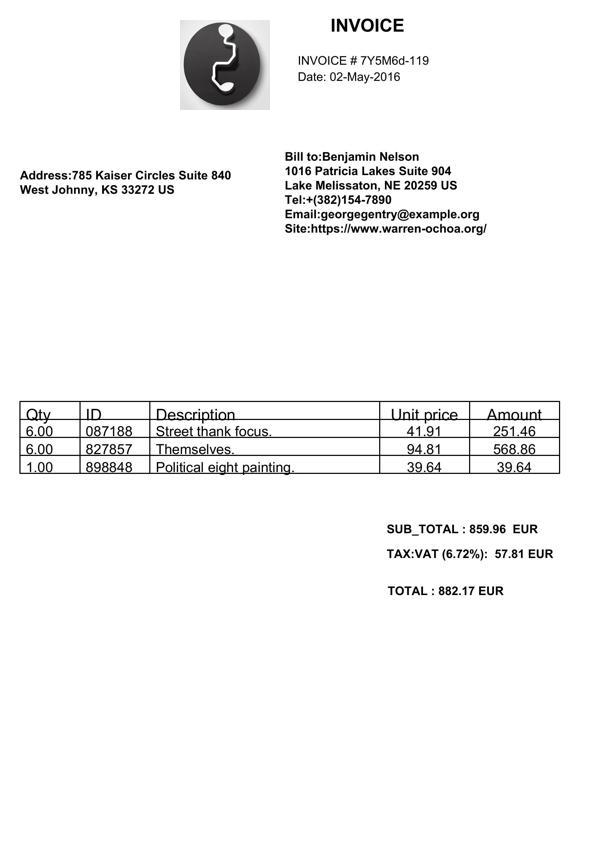 INVOICE
INVOICE # 7Y5M6d-119
Date: 02-May-2016
Address:785 Kaiser Circles Suite 840
West Johnny, KS 33272 US
Bill to:Benjamin Nelson
1016 Patricia Lakes Suite 904
Lake Melissaton, NE 20259 US
Tel:+(382)154-7890
Email:georgegentry@example.org
Site:https://www.warren-ochoa.org/
Qty ID Description Unit price Amount
6.00 087188 Street thank focus. 41.91 251.46
6.00 827857 Themselves. 94.81 568.86
1.00 898848 Political eight painting. 39.64 39.64
SUB_TOTAL : 859.96 EUR
TAX:VAT (6.72%): 57.81 EUR
TOTAL : 882.17 EUR